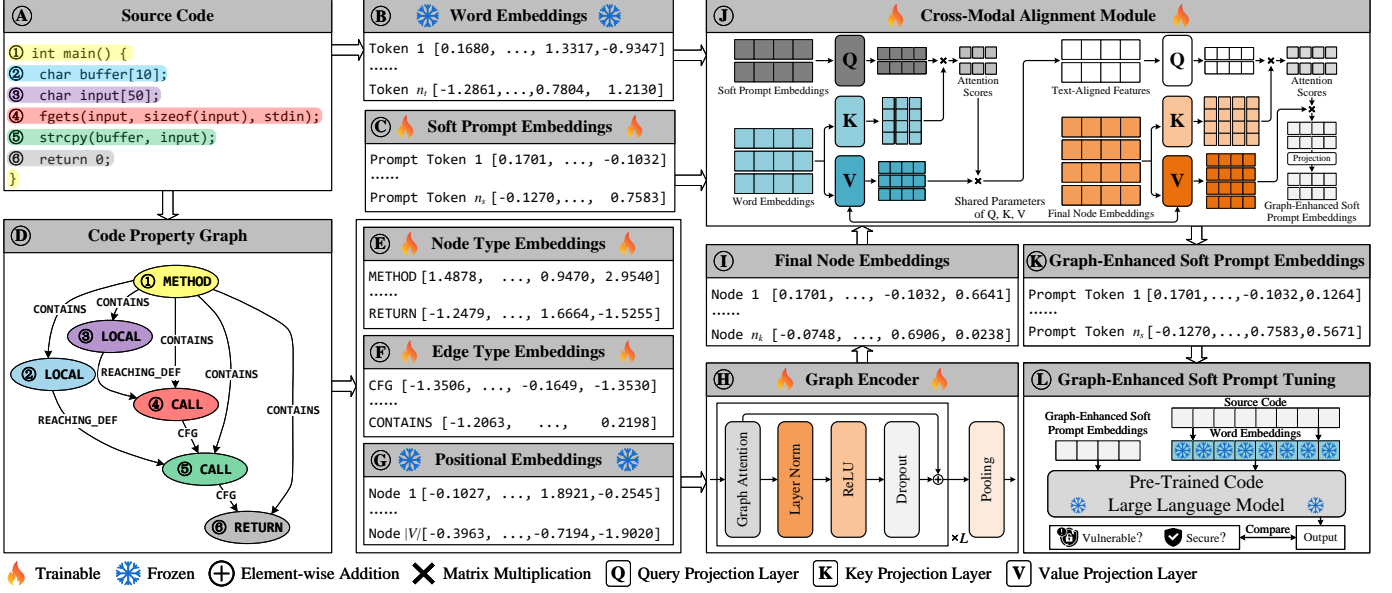 A Source Code
① int main() {
② char buffer[10];
③ char input[50];
④ fgets(input, sizeof(input), stdin);
⑤ strcpy(buffer, input);
⑥ return 0;
}
B Word Embeddings
Token 1 [0.1680, ..., 1.3317,-0.9347]
......
Token nt [-1.2861,...,0.7804, 1.2130]
C Soft Prompt Embeddings
Prompt Token 1 [0.1701, ..., -0.1032]
......
Prompt Token ns [-0.1270,..., 0.7583]
J Cross-Modal Alignment Module
Soft Prompt Embeddings
Q
Attention
Scores
Word Embeddings
K
V
Shared Parameters
of Q, K, V
Text-Aligned Features
Q
Attention
Scores
K
V
Final Node Embeddings
Projection
Graph-Enhanced Soft
Prompt Embeddings
D Code Property Graph
① METHOD
CONTAINS
CONTAINS
③ LOCAL
CONTAINS
② LOCAL
REACHING_DEF
CONTAINS
④ CALL
REACHING_DEF
CONTAINS
CFG
⑤ CALL
CFG
⑥ RETURN
E Node Type Embeddings
METHOD [1.4878, ..., 0.9470, 2.9540]
......
RETURN [-1.2479, ..., 1.6664,-1.5255]
F Edge Type Embeddings
CFG [-1.3506, ..., -0.1649, -1.3530]
......
CONTAINS [-1.2063, ..., 0.2198]
G Positional Embeddings
Node 1 [-0.1027, ..., 1.8921,-0.2545]
......
Node |V|[-0.3963, ...,-0.7194,-1.9020]
I Final Node Embeddings
Node 1 [0.1701, ..., -0.1032, 0.6641]
......
Node nk [-0.0748, ..., 0.6906, 0.0238]
K Graph-Enhanced Soft Prompt Embeddings
Prompt Token 1 [0.1701,...,-0.1032,0.1264]
......
Prompt Token ns [-0.1270,...,0.7583,0.5671]
H Graph Encoder
Graph Attention
Layer Norm
ReLU
Dropout
Pooling
×L
L Graph-Enhanced Soft Prompt Tuning
Source Code
Graph-Enhanced Soft
Prompt Embeddings
Word Embeddings
Pre-Trained Code
Large Language Model
Vulnerable? Secure?
Compare
Output
Trainable Frozen Element-wise Addition Matrix Multiplication Q Query Projection Layer K Key Projection Layer V Value Projection Layer